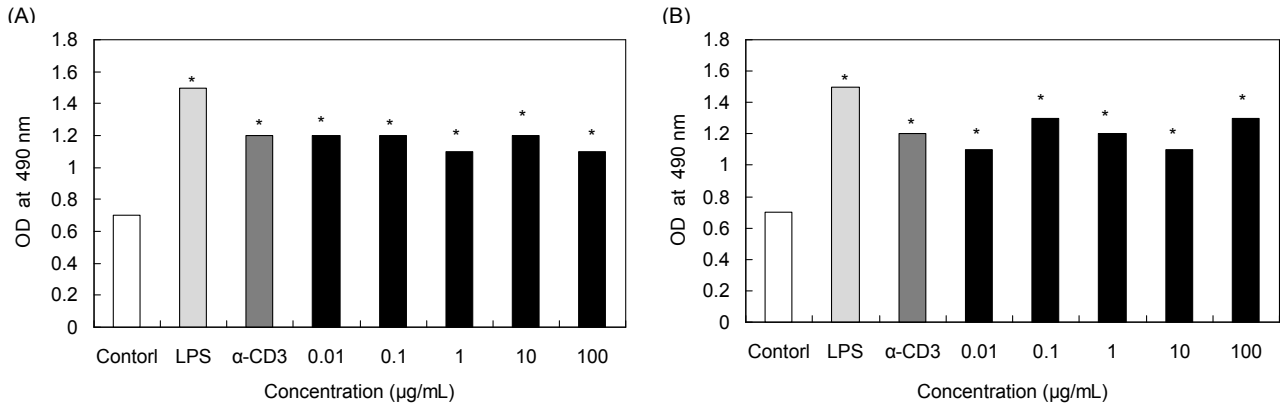 (A)
1.8
1.6
1.4
1.2
1
0.8
0.6
0.4
0.2
0
OD at 490 nm
* * * * * * *
Contorl LPS α-CD3 0.01 0.1 1 10 100
Concentration (μg/mL)
(B)
1.8
1.6
1.4
1.2
1
0.8
0.6
0.4
0.2
0
OD at 490 nm
* * * * * * *
Contorl LPS α-CD3 0.01 0.1 1 10 100
Concentration (μg/mL)